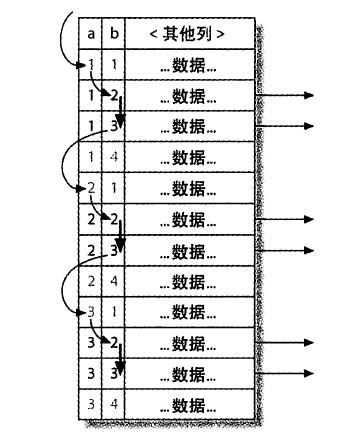 a b <其他列>
1 1 ...数据...
1 2 ...数据...
1 3 ...数据...
1 4 ...数据...
2 1 ...数据...
2 2 ...数据...
2 3 ...数据...
2 4 ...数据...
3 1 ...数据...
3 2 ...数据...
3 3 ...数据...
3 4 ...数据...